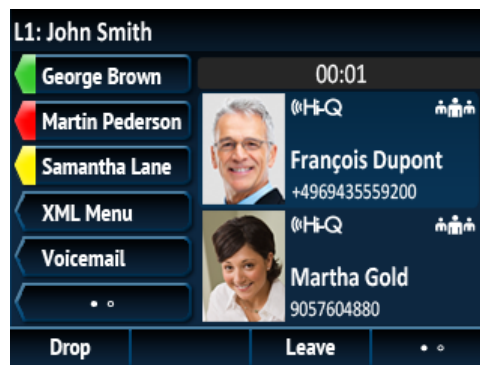 L1: John Smith
George Brown
Martin Pederson
Samantha Lane
XML Menu
Voicemail
00:01
Hi-Q
François Dupont
+4969435559200
Hi-Q
Martha Gold
9057604880
Drop
Leave